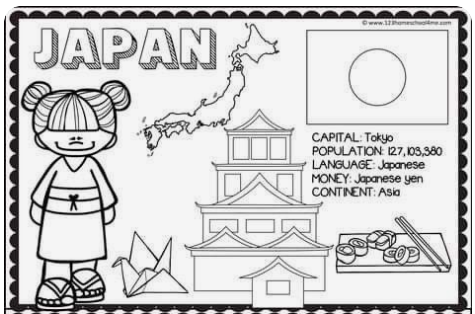 © www.123homeschool4me.com
JAPAN
CAPITAL: Tokyo
POPULATION: 127,103,380
LANGUAGE: Japanese
MONEY: Japanese yen
CONTINENT: Asia